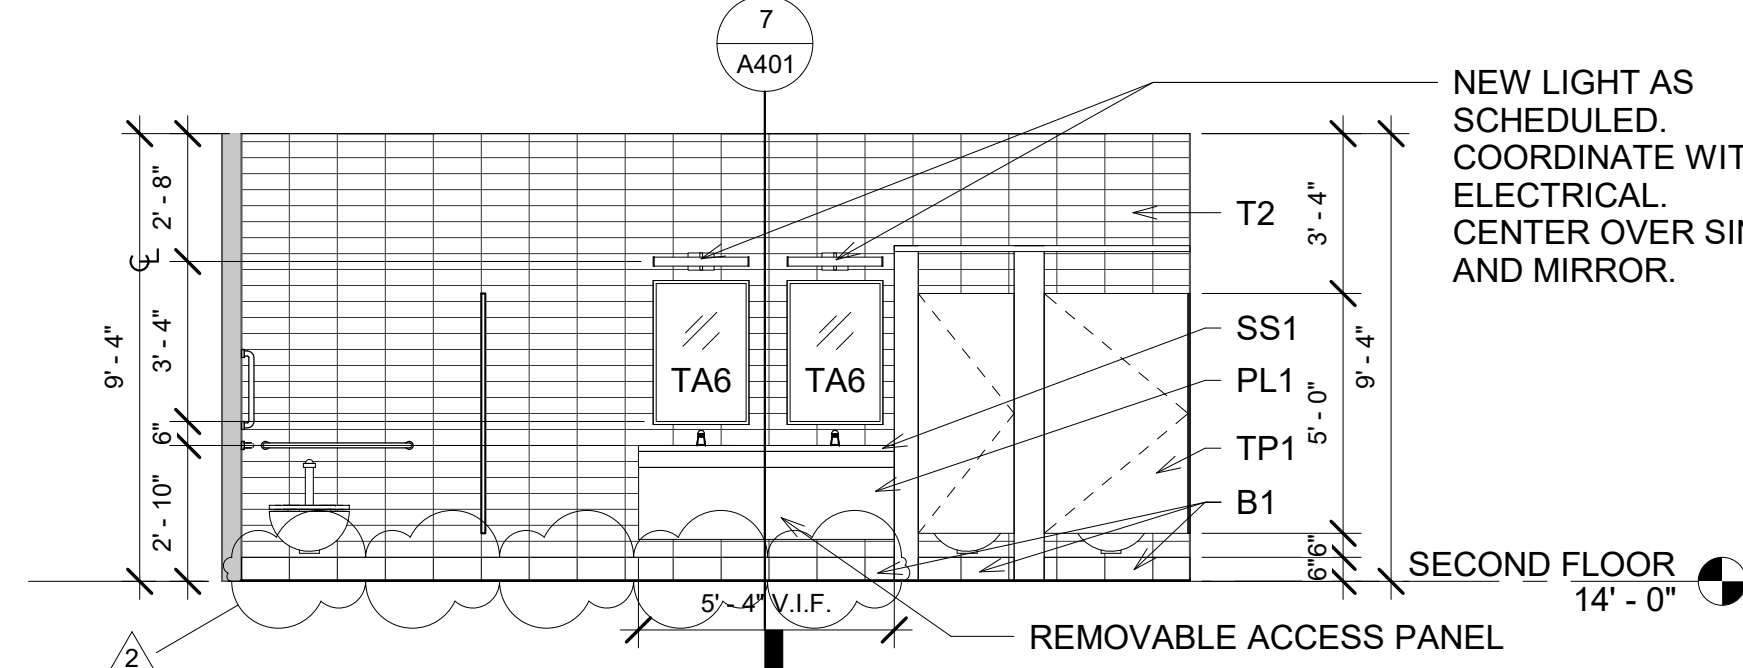 7
A401
NEW LIGHT AS
SCHEDULED.
COORDINATE
ELECTRICAL.
CENTER OVER
AND MIRROR.
2' - 8"
T2
3' - 4"
℄
9' - 4"
3' - 4"
SS1
TA6
TA6
PL1
9' - 4"
5' - 0"
6"
TP1
2' - 10"
B1
6"
6"
SECOND FLOOR
14' - 0"
5' - 4" V.I.F.
REMOVABLE ACCESS PANEL
2